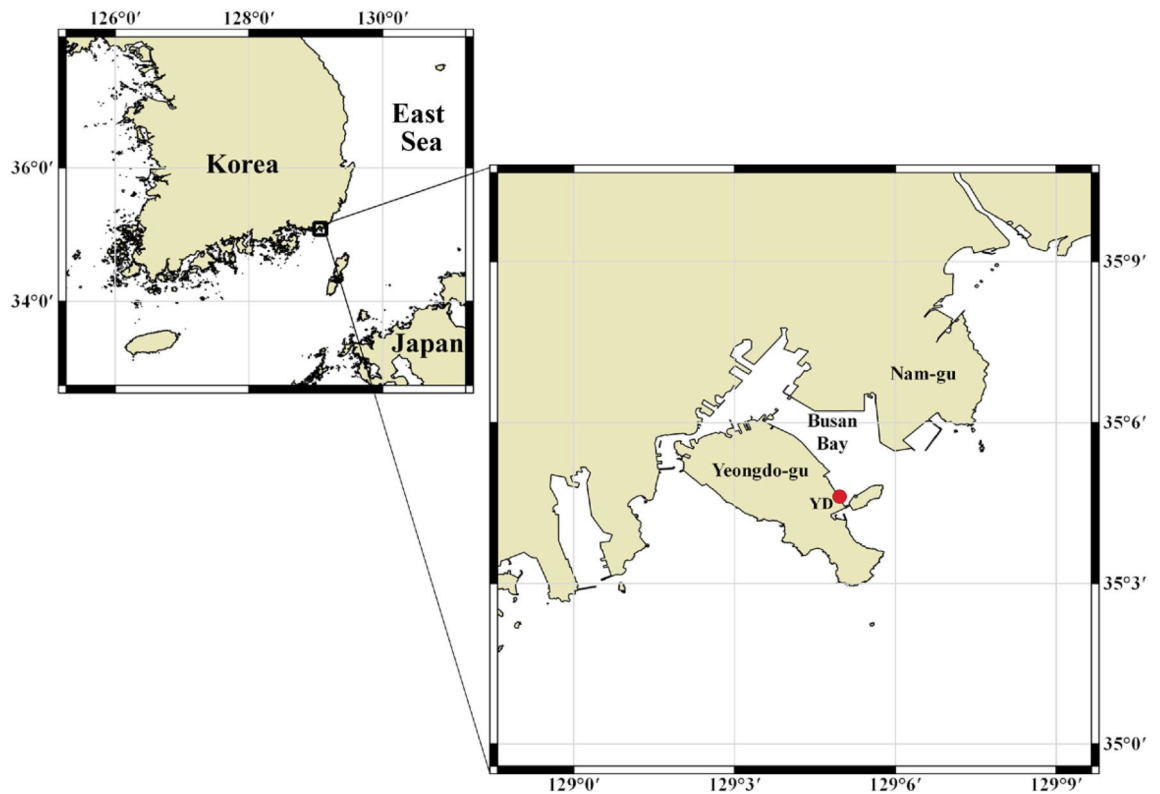 126°0′ 128°0′ 130°0′
East
Sea
Korea
36°0′
34°0′
Japan
35°9′
Nam-gu
35°6′
Busan
Bay
Yeongdo-gu
YD
35°3′
35°0′
129°0′ 129°3′ 129°6′ 129°9′